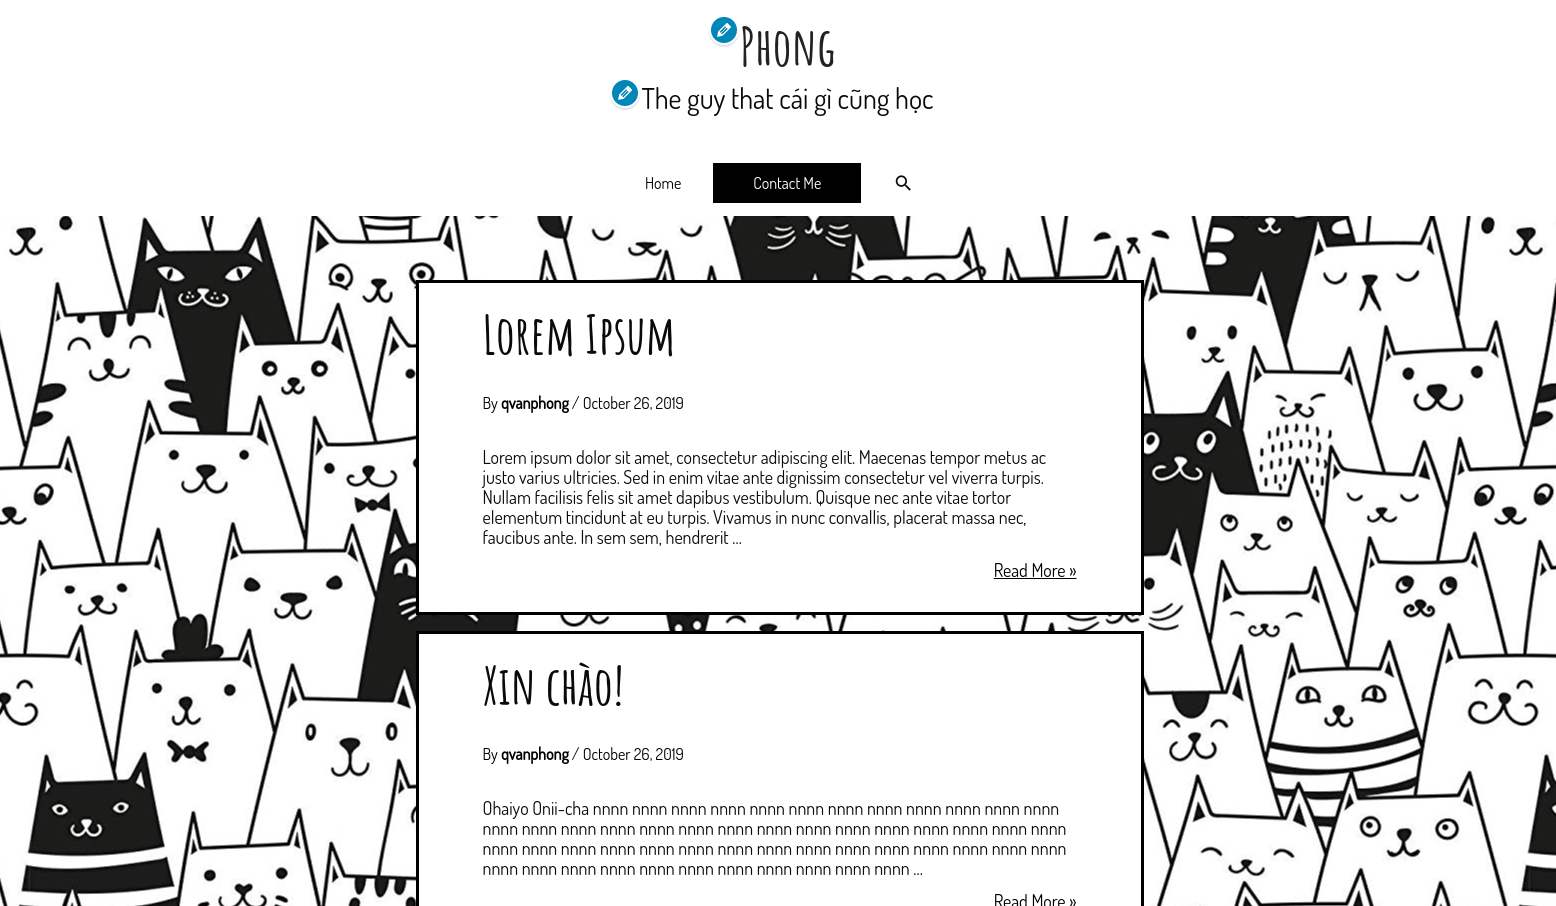 Phong
The guy that cái gì cũng học
Home
Contact Me
Lorem Ipsum
By qvanphong / October 26, 2019
Lorem ipsum dolor sit amet, consectetur adipiscing elit. Maecenas tempor metus ac
justo varius ultricies. Sed in enim vitae ante dignissim consectetur vel viverra turpis.
Nullam facilisis felis sit amet dapibus vestibulum. Quisque nec ante vitae tortor
elementum tincidunt at eu turpis. Vivamus in nunc convallis, placerat massa nec,
faucibus ante. In sem sem, hendrerit …
Read More »
Xin chào!
By qvanphong / October 26, 2019
Ohaiyo Onii-cha nnnn nnnn nnnn nnnn nnnn nnnn nnnn nnnn nnnn nnnn nnnn nnnn
nnnn nnnn nnnn nnnn nnnn nnnn nnnn nnnn nnnn nnnn nnnn nnnn nnnn nnnn nnnn
nnnn nnnn nnnn nnnn nnnn nnnn nnnn nnnn nnnn nnnn nnnn nnnn nnnn nnnn nnnn
nnnn nnnn nnnn nnnn nnnn nnnn nnnn nnnn nnnn nnnn nnnn …
Read More »